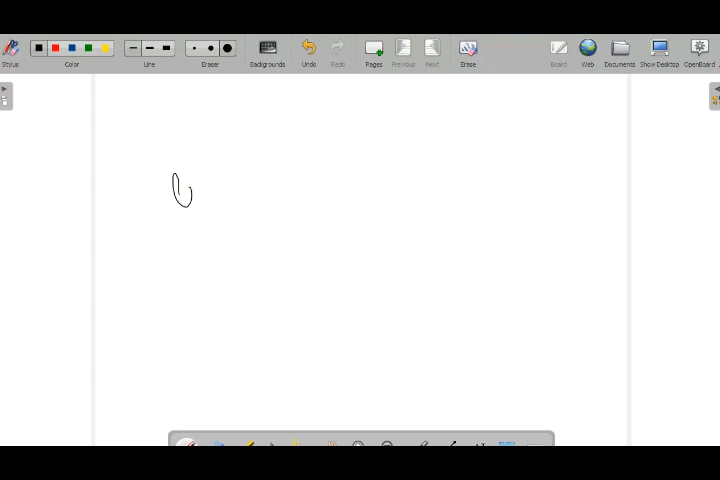 Stylus Color Line Eraser Backgrounds Undo Redo Pages Previous Next Erase Board Web Documents Show Desktop OpenBoard